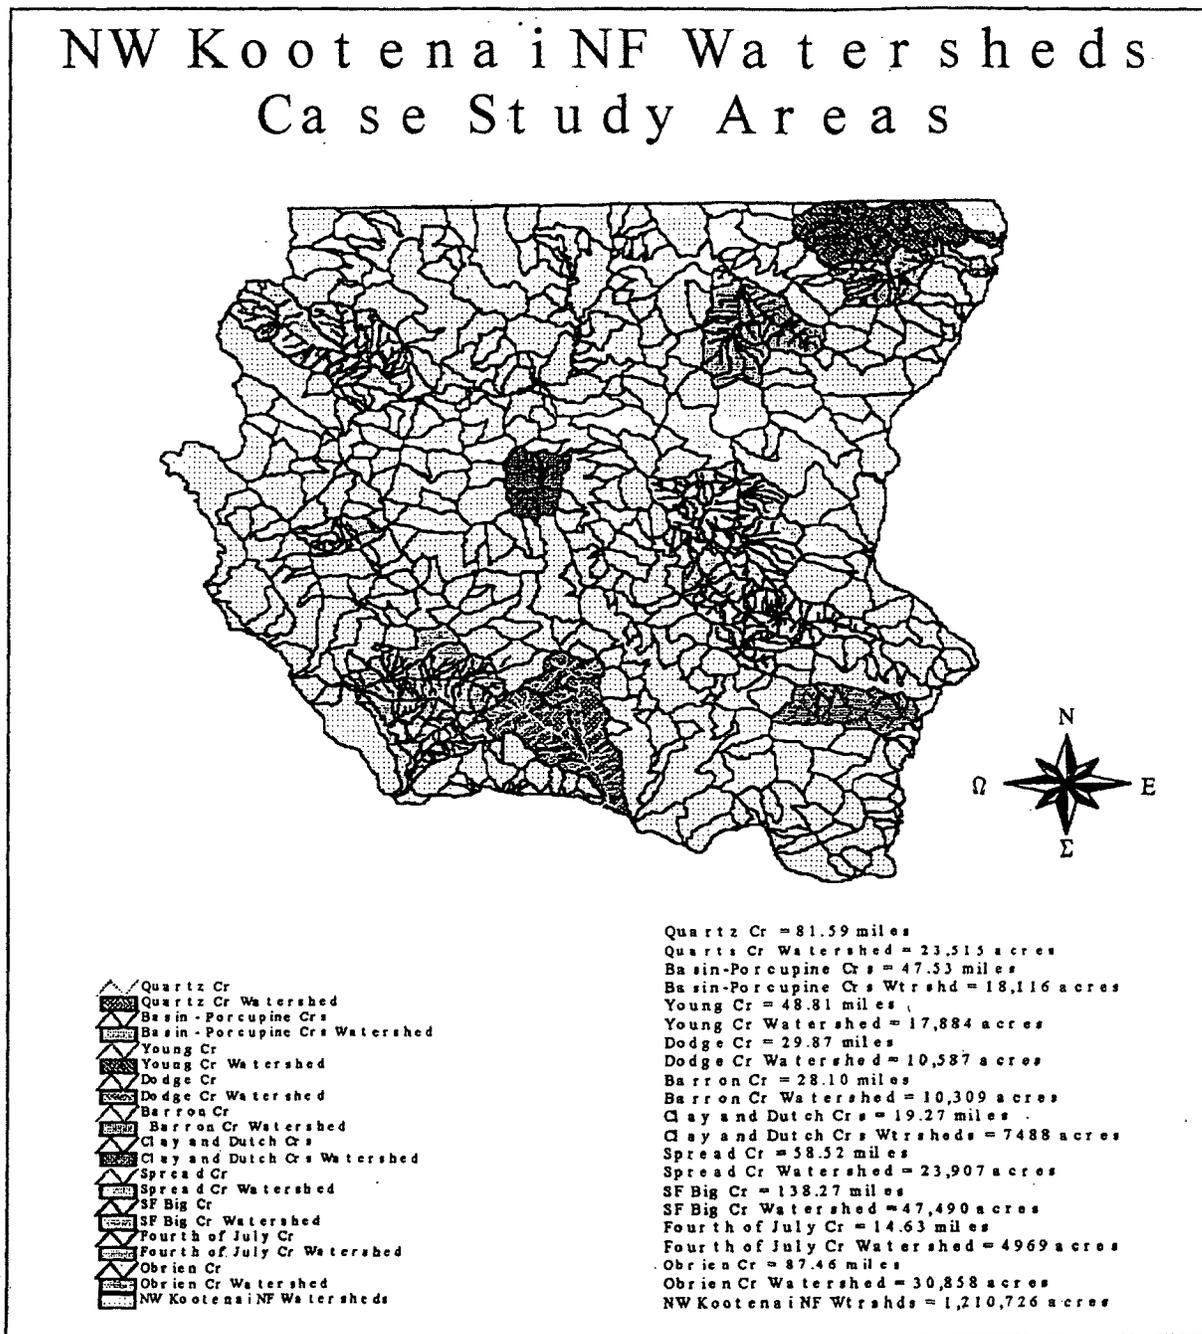 NW Kootenai NF Watersheds
Case Study Areas
N
Ω
E
Σ
Quartz Cr
Quartz Cr Watershed
Basin-Porcupine Crs
Basin-Porcupine Crs Watershed
Young Cr
Young Cr Watershed
Dodge Cr
Dodge Cr Watershed
Barron Cr
Barron Cr Watershed
Clay and Dutch Crs
Clay and Dutch Crs Watershed
Spread Cr
Spread Cr Watershed
SF Big Cr
SF Big Cr Watershed
Fourth of July Cr
Fourth of July Cr Watershed
Obrien Cr
Obrien Cr Watershed
NW Kootenai NF Watersheds
Quartz Cr = 81.59 miles
Quartz Cr Watershed = 23,515 acres
Basin-Porcupine Crs = 47.53 miles
Basin-Porcupine Crs Wtrshd = 18,116 acres
Young Cr = 48.81 miles
Young Cr Watershed = 17,884 acres
Dodge Cr = 29.87 miles
Dodge Cr Watershed = 10,587 acres
Barron Cr = 28.10 miles
Barron Cr Watershed = 10,309 acres
Clay and Dutch Crs = 19.27 miles
Clay and Dutch Crs Wtrsheds = 7488 acres
Spread Cr = 58.52 miles
Spread Cr Watershed = 23,907 acres
SF Big Cr = 138.27 miles
SF Big Cr Watershed = 47,490 acres
Fourth of July Cr = 14.63 miles
Fourth of July Cr Watershed = 4969 acres
Obrien Cr = 87.46 miles
Obrien Cr Watershed = 30,858 acres
NW Kootenai NF Wtrshds = 1,210,726 acres